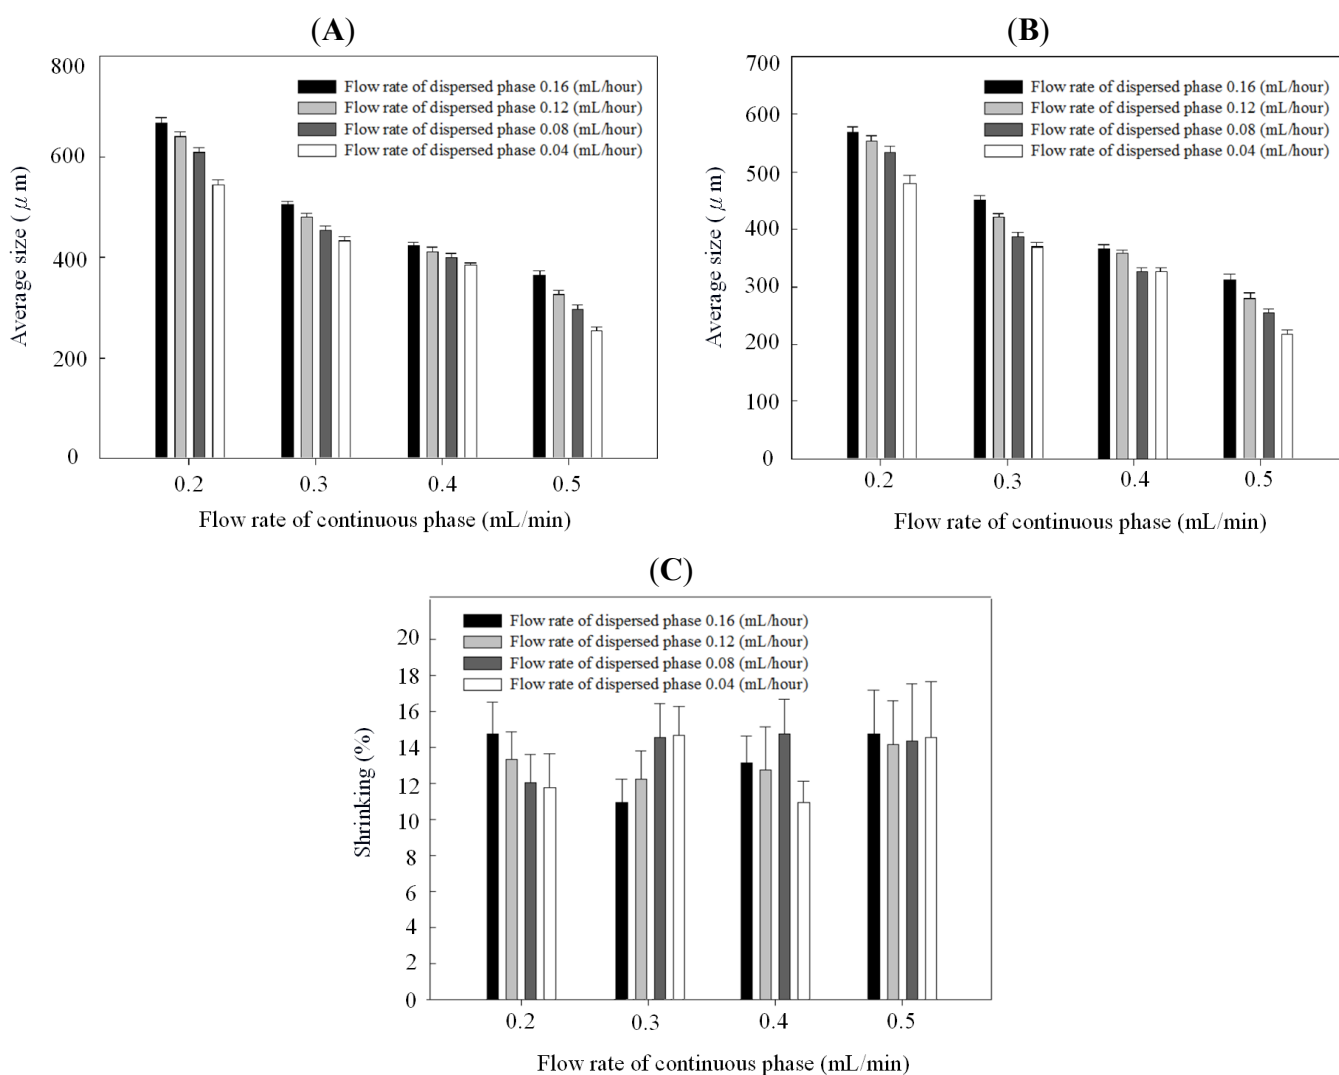 (A)
Average size ( μ m)
800
600
400
200
0
Flow rate of dispersed phase 0.16 (mL/hour)
Flow rate of dispersed phase 0.12 (mL/hour)
Flow rate of dispersed phase 0.08 (mL/hour)
Flow rate of dispersed phase 0.04 (mL/hour)
0.2 0.3 0.4 0.5
Flow rate of continuous phase (mL/min)
(B)
Average size ( μ m)
700
600
500
400
300
200
100
0
Flow rate of dispersed phase 0.16 (mL/hour)
Flow rate of dispersed phase 0.12 (mL/hour)
Flow rate of dispersed phase 0.08 (mL/hour)
Flow rate of dispersed phase 0.04 (mL/hour)
0.2 0.3 0.4 0.5
Flow rate of continuous phase (mL/min)
(C)
Shrinking (%)
20
18
16
14
12
10
8
6
4
2
0
Flow rate of dispersed phase 0.16 (mL/hour)
Flow rate of dispersed phase 0.12 (mL/hour)
Flow rate of dispersed phase 0.08 (mL/hour)
Flow rate of dispersed phase 0.04 (mL/hour)
0.2 0.3 0.4 0.5
Flow rate of continuous phase (mL/min)